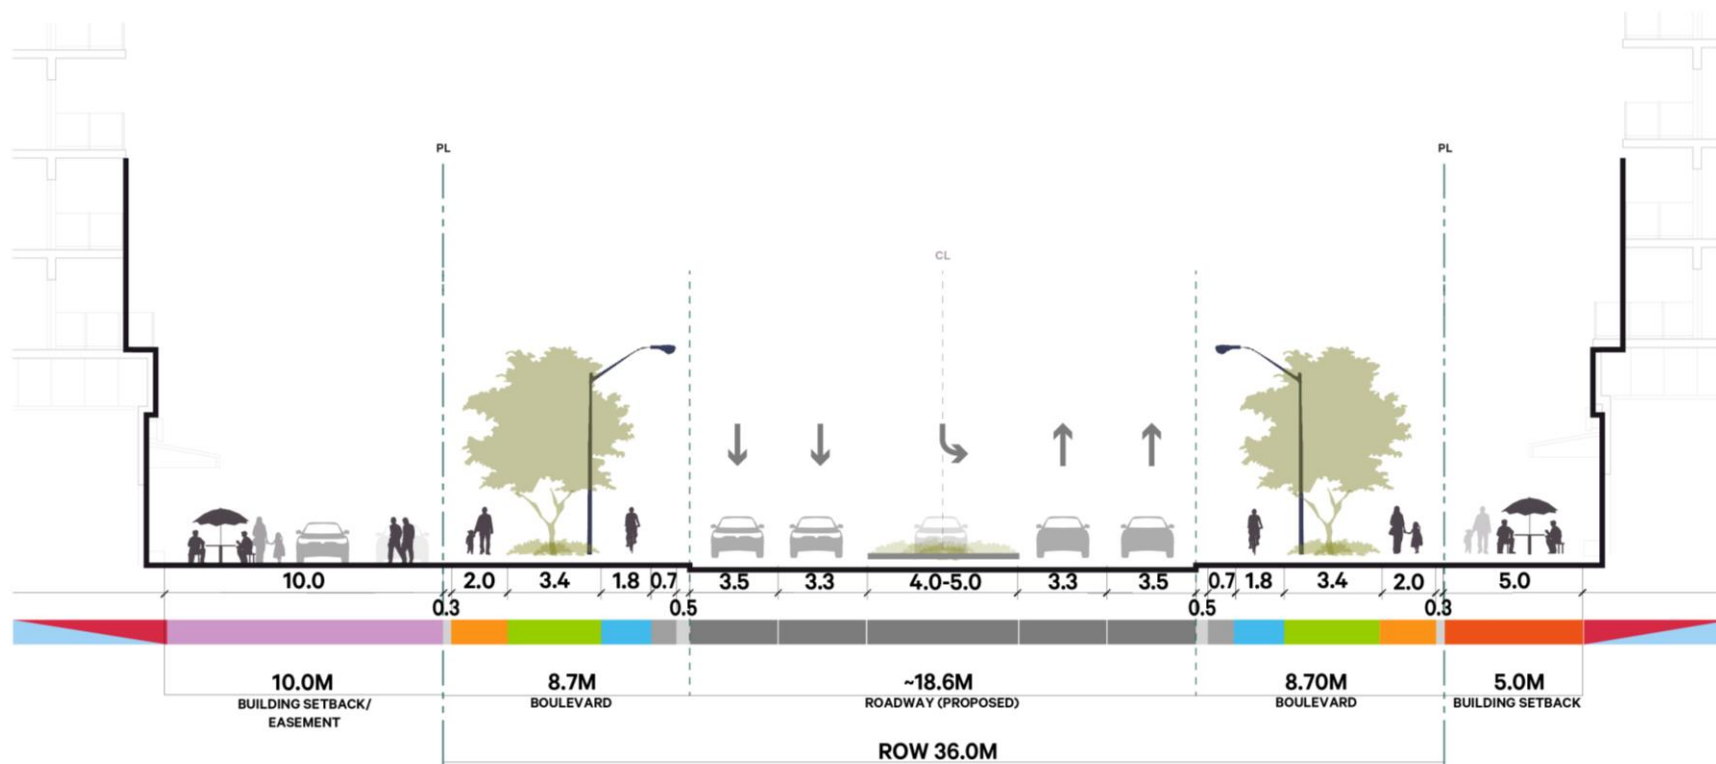 PL
PL
CL
10.0 2.0 3.4 1.8 0.7 3.5 3.3 4.0-5.0 3.3 3.5 0.7 1.8 3.4 2.0 5.0
0.3 0.5 0.5 0.3
10.0M 8.7M ~18.6M 8.70M 5.0M
BUILDING SETBACK/ BOULEVARD ROADWAY (PROPOSED) BOULEVARD BUILDING SETBACK
EASEMENT
ROW 36.0M